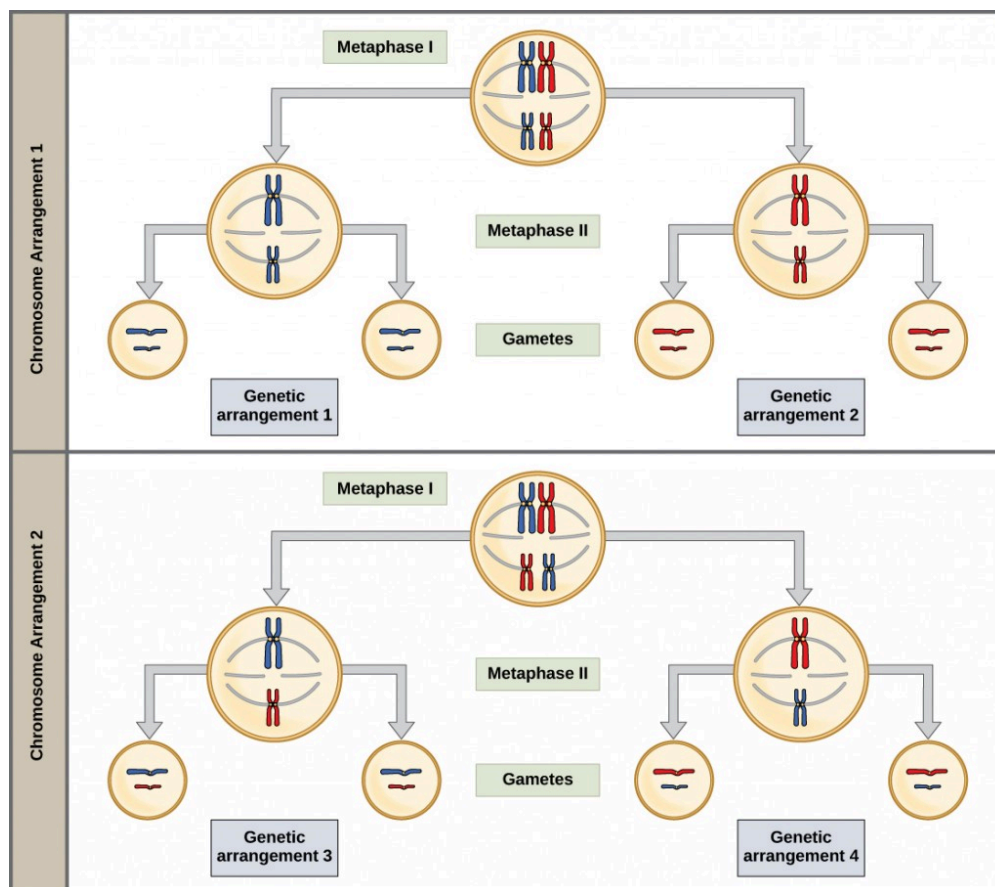 Chromosome Arrangement 1
Metaphase I
Metaphase II
Gametes
Genetic
arrangement 1
Genetic
arrangement 2
Chromosome Arrangement 2
Metaphase I
Metaphase II
Gametes
Genetic
arrangement 3
Genetic
arrangement 4